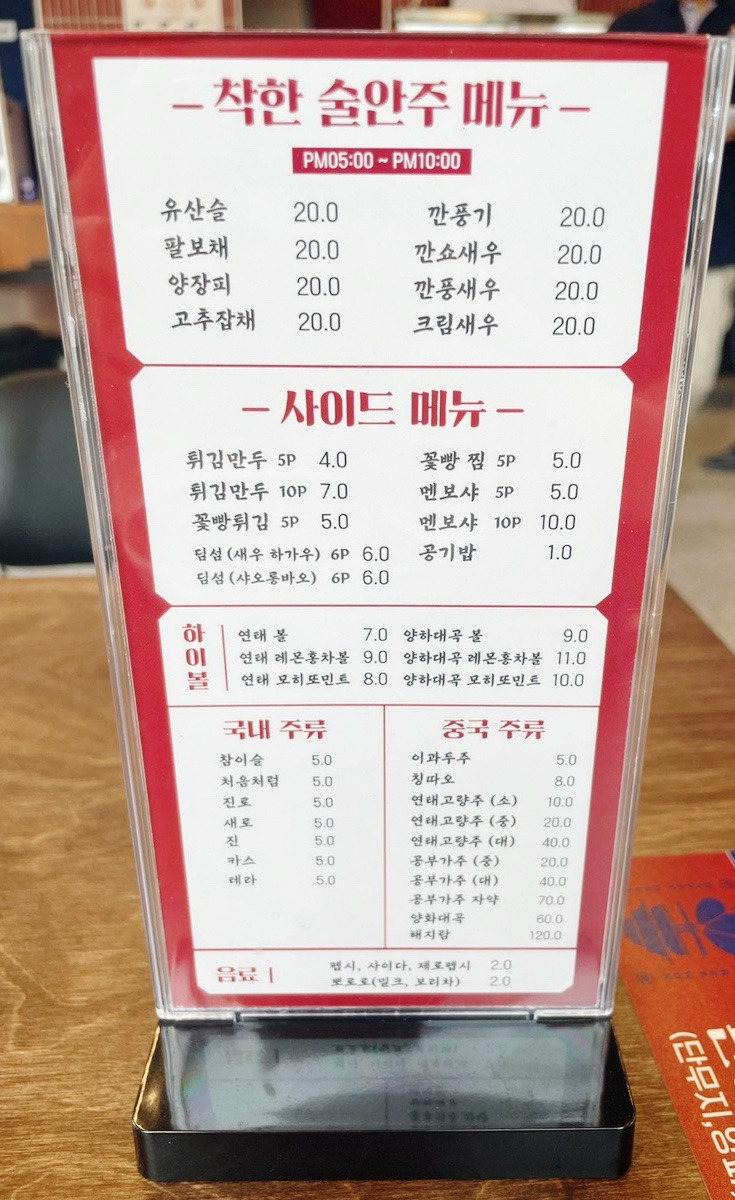 착한 술안주 메뉴
PM05:00 ~ PM10:00
유산슬 20.0 깐풍기 20.0
팔보채 20.0 깐쇼새우 20.0
양장피 20.0 깐풍새우 20.0
고추잡채 20.0 크림새우 20.0
사이드 메뉴
튀김만두 5P 4.0 꽃빵 찜 5P 5.0
튀김만두 10P 7.0 멘보샤 5P 5.0
꽃빵튀김 5P 5.0 멘보샤 10P 10.0
딤섬 (새우 하가우) 6P 6.0 공기밥 1.0
딤섬 (샤오롱바오) 6P 6.0
하이볼
연태 볼 7.0 양하대곡 볼 9.0
연태 레몬홍차볼 9.0 양하대곡 레몬홍차볼 11.0
연태 모히또민트 8.0 양하대곡 모히또민트 10.0
국내 주류
참이슬 5.0
처음처럼 5.0
진로 5.0
새로 5.0
진 5.0
카스 5.0
테라 5.0
중국 주류
이과두주 5.0
칭따오 8.0
연태고량주 (소) 10.0
연태고량주 (중) 20.0
연태고량주 (대) 40.0
공부가주 (중) 20.0
공부가주 (대) 40.0
공부가주 자약 70.0
양화대곡 60.0
해지람 120.0
음료
펩시, 사이다, 제로펩시 2.0
뽀로로(밀크, 보리차) 2.0
(단무지,